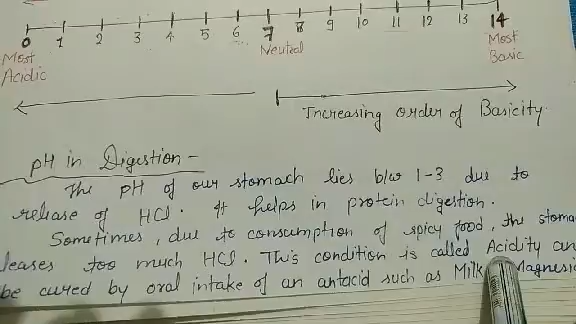 0 1 2 3 4 5 6 7 8 9 10 11 12 13 14
Most Acidic
Neutral
Most Basic
Increasing order of Basicity.
pH in Digestion -
The pH of our stomach lies b/w 1-3 due to
release of HCl. It helps in protein digestion.
Sometimes, due to consumption of spicy food, the stoma
leases too much HCl. This condition is called Acidity an
be cured by oral intake of an antacid such as Milk Magnesi